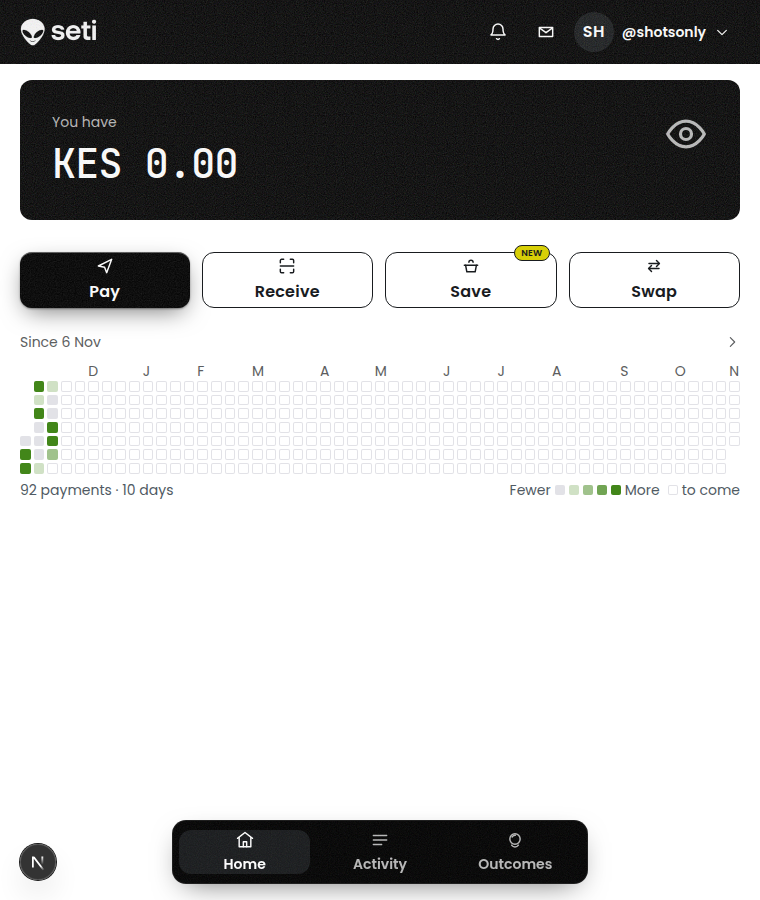 seti
SH
@shotsonly
You have
KES 0.00
Pay
Receive
NEW
Save
Swap
Since 6 Nov
D J F M A M J J A S O N
92 payments · 10 days
Fewer More to come
N
Home
Activity
Outcomes